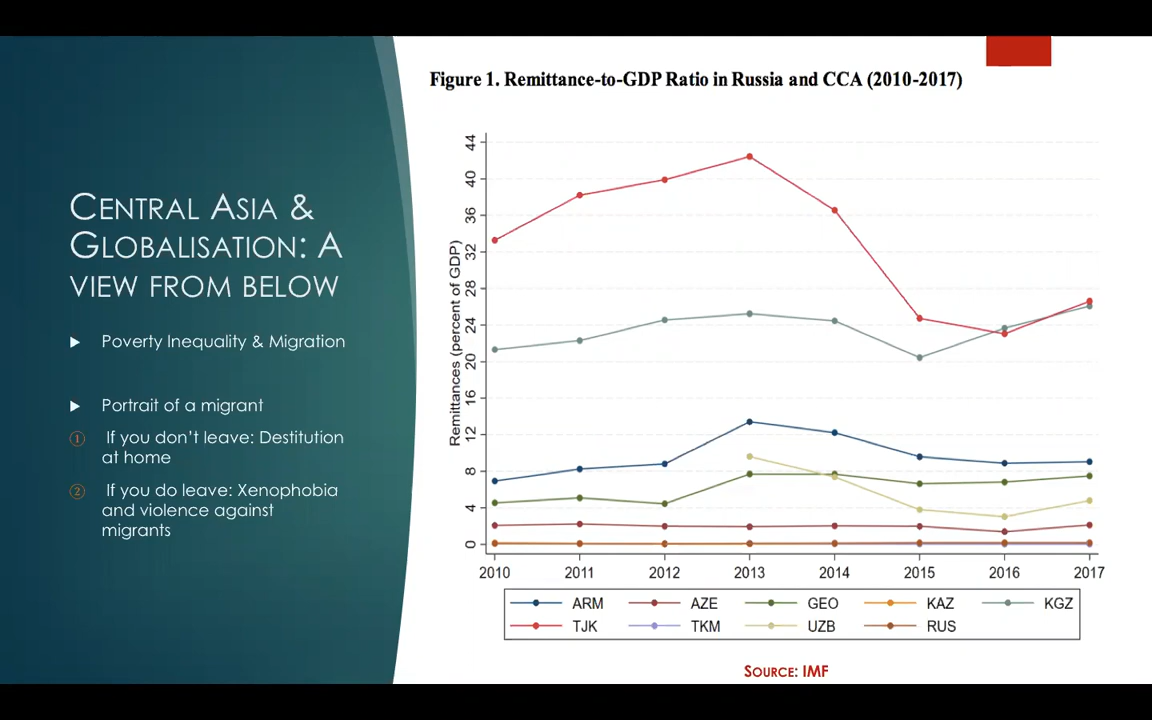 CENTRAL ASIA &
GLOBALISATION: A
VIEW FROM BELOW
Poverty Inequality & Migration
Portrait of a migrant
① If you don't leave: Destitution
at home
② If you do leave: Xenophobia
and violence against
migrants
Figure 1. Remittance-to-GDP Ratio in Russia and CCA (2010-2017)
Remittances (percent of GDP)
44
40
36
32
28
24
20
16
12
8
4
0
2010 2011 2012 2013 2014 2015 2016 2017
ARM AZE GEO KAZ KGZ
TJK TKM UZB RUS
SOURCE: IMF